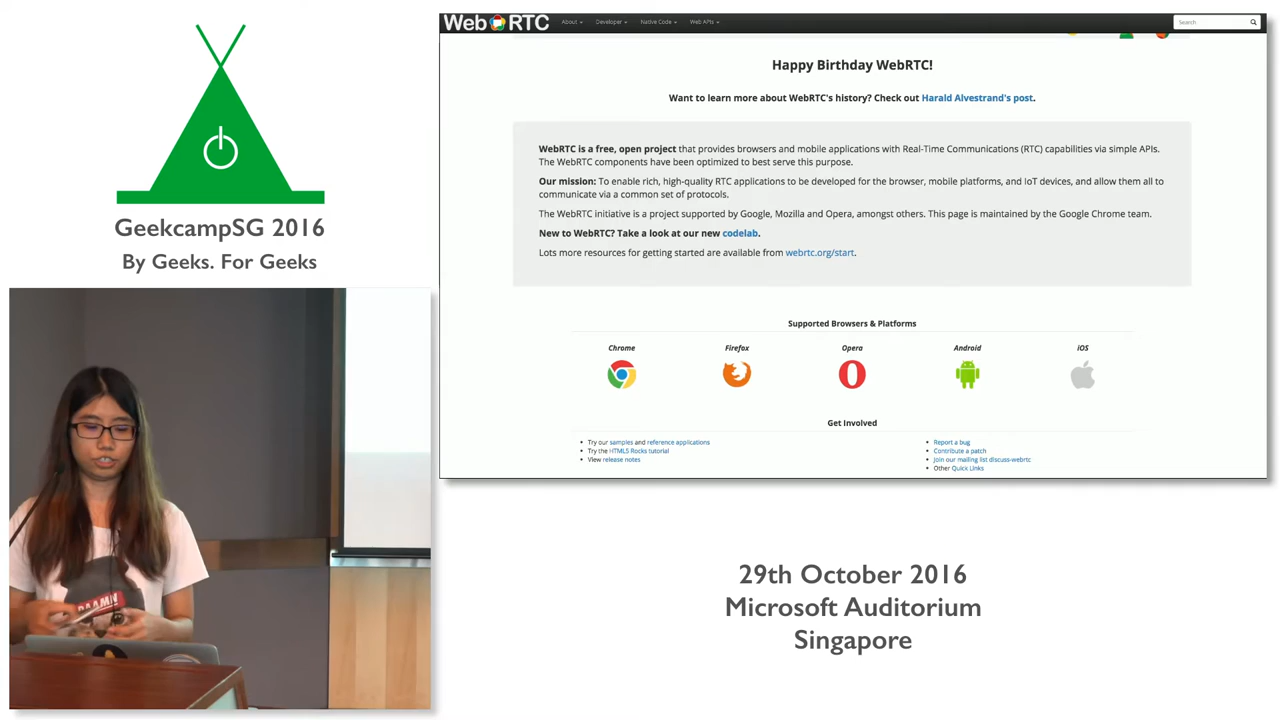 GeekcampSG 2016
By Geeks. For Geeks
WebRTC
About
Developer
Native Code
Web APIs
Search
Happy Birthday WebRTC!
Want to learn more about WebRTC's history? Check out Harald Alvestrand's post.
WebRTC is a free, open project that provides browsers and mobile applications with Real-Time Communications (RTC) capabilities via simple APIs.
The WebRTC components have been optimized to best serve this purpose.
Our mission: To enable rich, high-quality RTC applications to be developed for the browser, mobile platforms, and IoT devices, and allow them all to
communicate via a common set of protocols.
The WebRTC initiative is a project supported by Google, Mozilla and Opera, amongst others. This page is maintained by the Google Chrome team.
New to WebRTC? Take a look at our new codelab.
Lots more resources for getting started are available from webrtc.org/start.
Supported Browsers & Platforms
Chrome
Firefox
Opera
Android
iOS
Get Involved
Try our samples and reference applications
Try the HTML5 Rocks tutorial
View release notes
Report a bug
Contribute a patch
Join our mailing list discuss-webrtc
Other Quick Links
DAAMN
29th October 2016
Microsoft Auditorium
Singapore